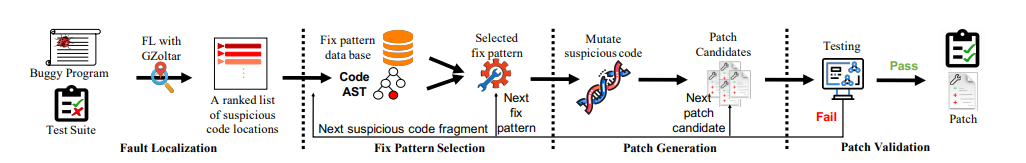 Buggy Program
Test Suite
FL with
GZoltar
A ranked list
of suspicious
code locations
Fault Localization
Fix pattern
data base
Code
AST
Selected
fix pattern
Next
fix
pattern
Next suspicious code fragment
Fix Pattern Selection
Mutate
suspicious code
Patch
Candidates
Next
patch
candidate
Patch Generation
Testing
Fail
Pass
Patch
Patch Validation